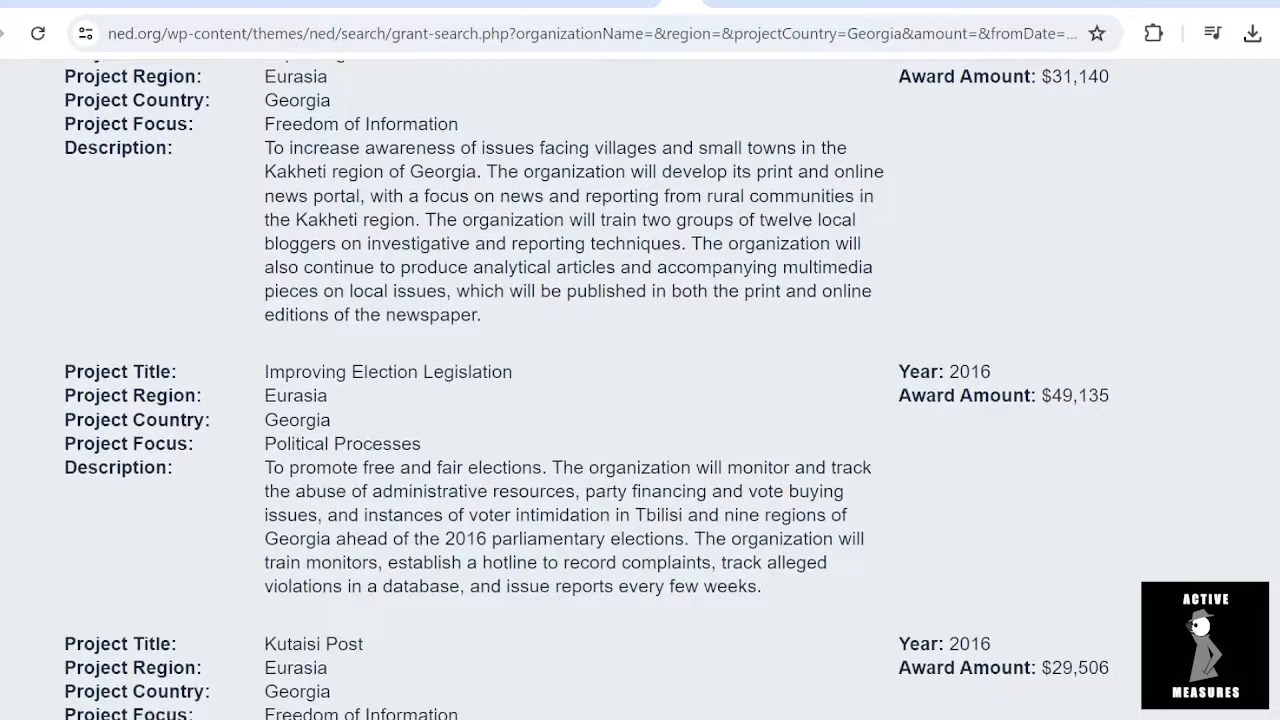 ned.org/wp-content/themes/ned/search/grant-search.php?organizationName=&region=&projectCountry=Georgia&amount=&fromDate=...
Project Region: Eurasia Award Amount: $31,140
Project Country: Georgia
Project Focus: Freedom of Information
Description: To increase awareness of issues facing villages and small towns in the
Kakheti region of Georgia. The organization will develop its print and online
news portal, with a focus on news and reporting from rural communities in
the Kakheti region. The organization will train two groups of twelve local
bloggers on investigative and reporting techniques. The organization will
also continue to produce analytical articles and accompanying multimedia
pieces on local issues, which will be published in both the print and online
editions of the newspaper.
Project Title: Improving Election Legislation Year: 2016
Project Region: Eurasia Award Amount: $49,135
Project Country: Georgia
Project Focus: Political Processes
Description: To promote free and fair elections. The organization will monitor and track
the abuse of administrative resources, party financing and vote buying
issues, and instances of voter intimidation in Tbilisi and nine regions of
Georgia ahead of the 2016 parliamentary elections. The organization will
train monitors, establish a hotline to record complaints, track alleged
violations in a database, and issue reports every few weeks.
Project Title: Kutaisi Post Year: 2016
Project Region: Eurasia Award Amount: $29,506
Project Country: Georgia
Project Focus: Freedom of Information
ACTIVE
MEASURES